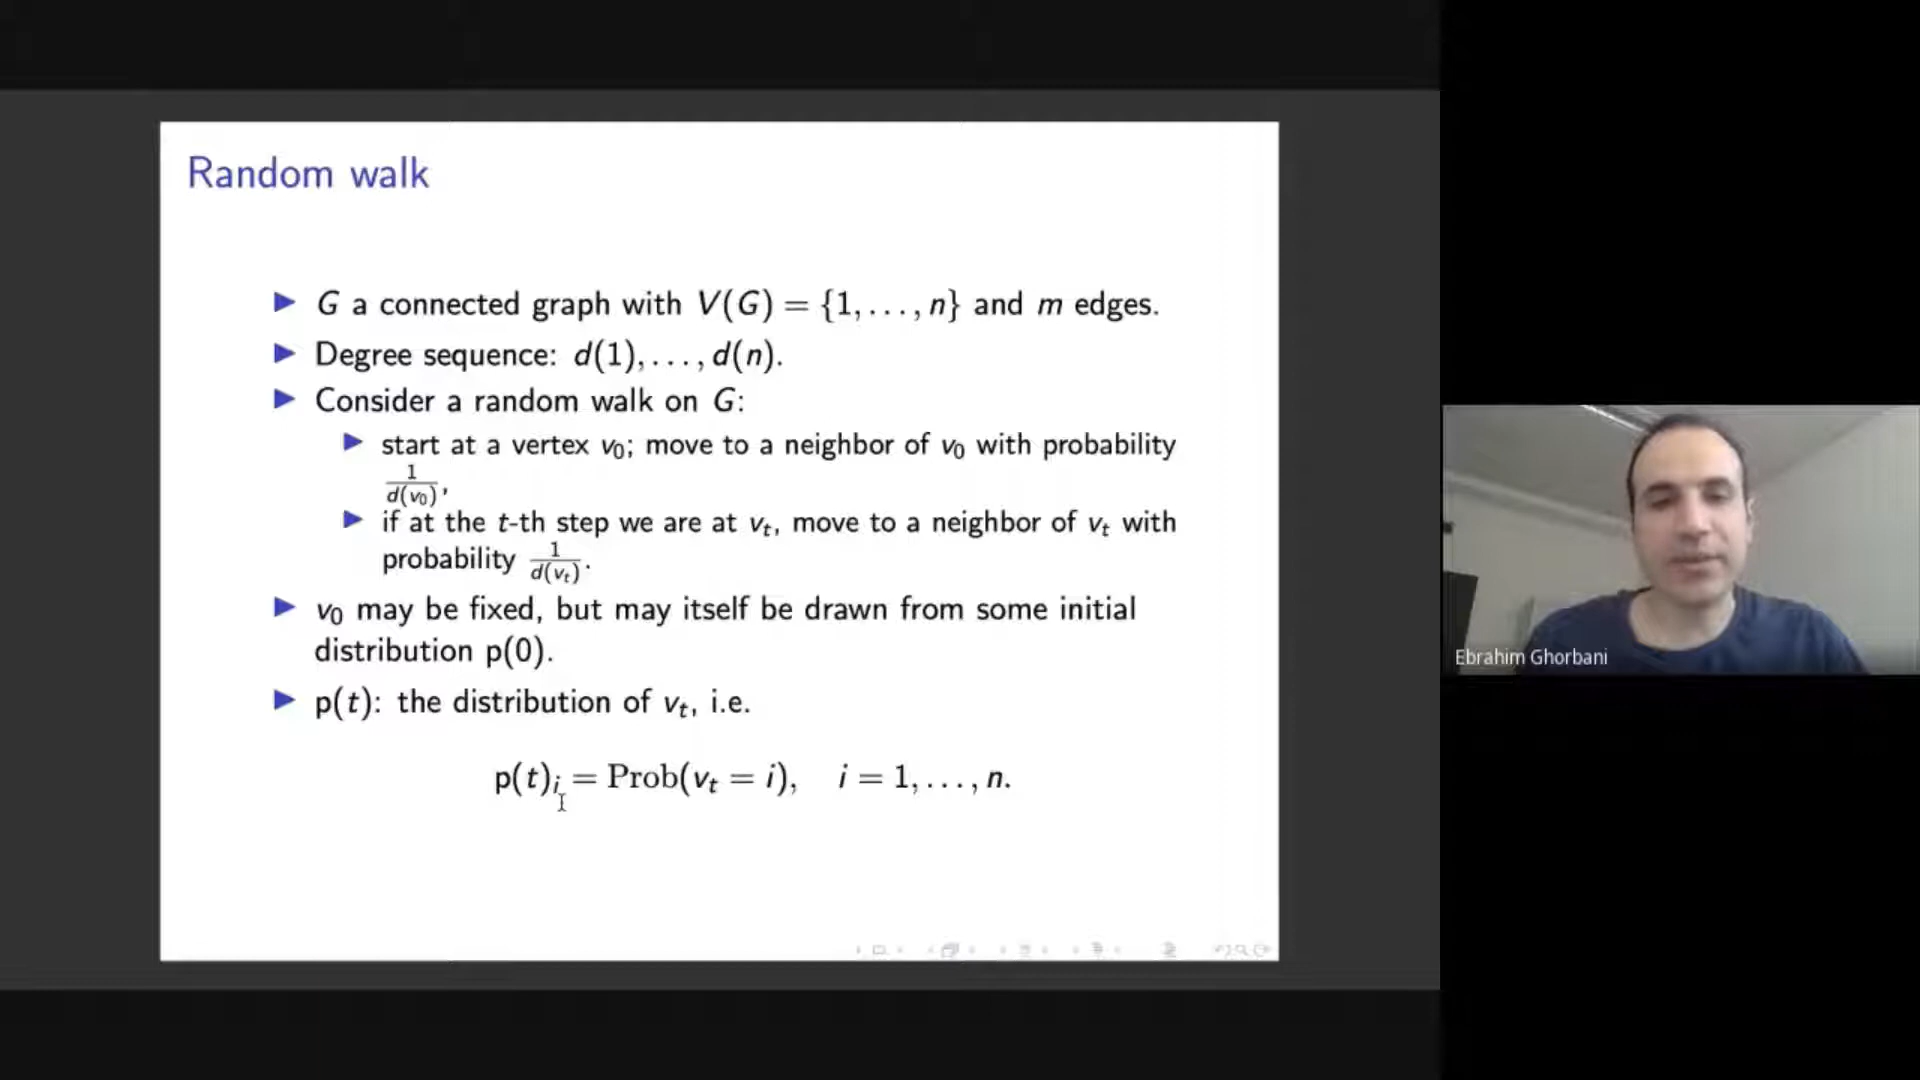 Random walk
▶ G a connected graph with V(G) = {1, . . . , n} and m edges.
▶ Degree sequence: d(1), . . . , d(n).
▶ Consider a random walk on G:
▶ start at a vertex v₀; move to a neighbor of v₀ with probability
1/d(v₀),
▶ if at the t-th step we are at vₜ, move to a neighbor of vₜ with
probability 1/d(vₜ).
▶ v₀ may be fixed, but may itself be drawn from some initial
distribution p(0).
▶ p(t): the distribution of vₜ, i.e.
p(t)ᵢ = Prob(vₜ = i), i = 1, . . . , n.
Ebrahim Ghorbani